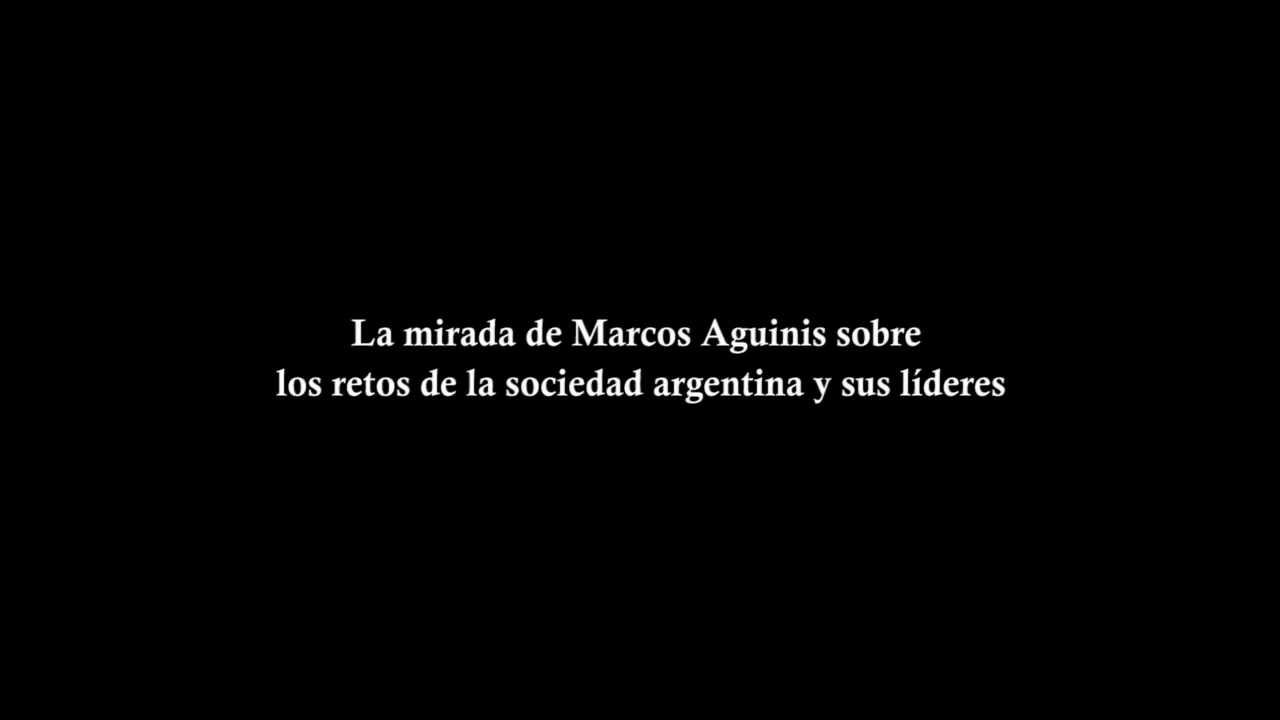 La mirada de Marcos Aguinis sobre
los retos de la sociedad argentina y sus líderes